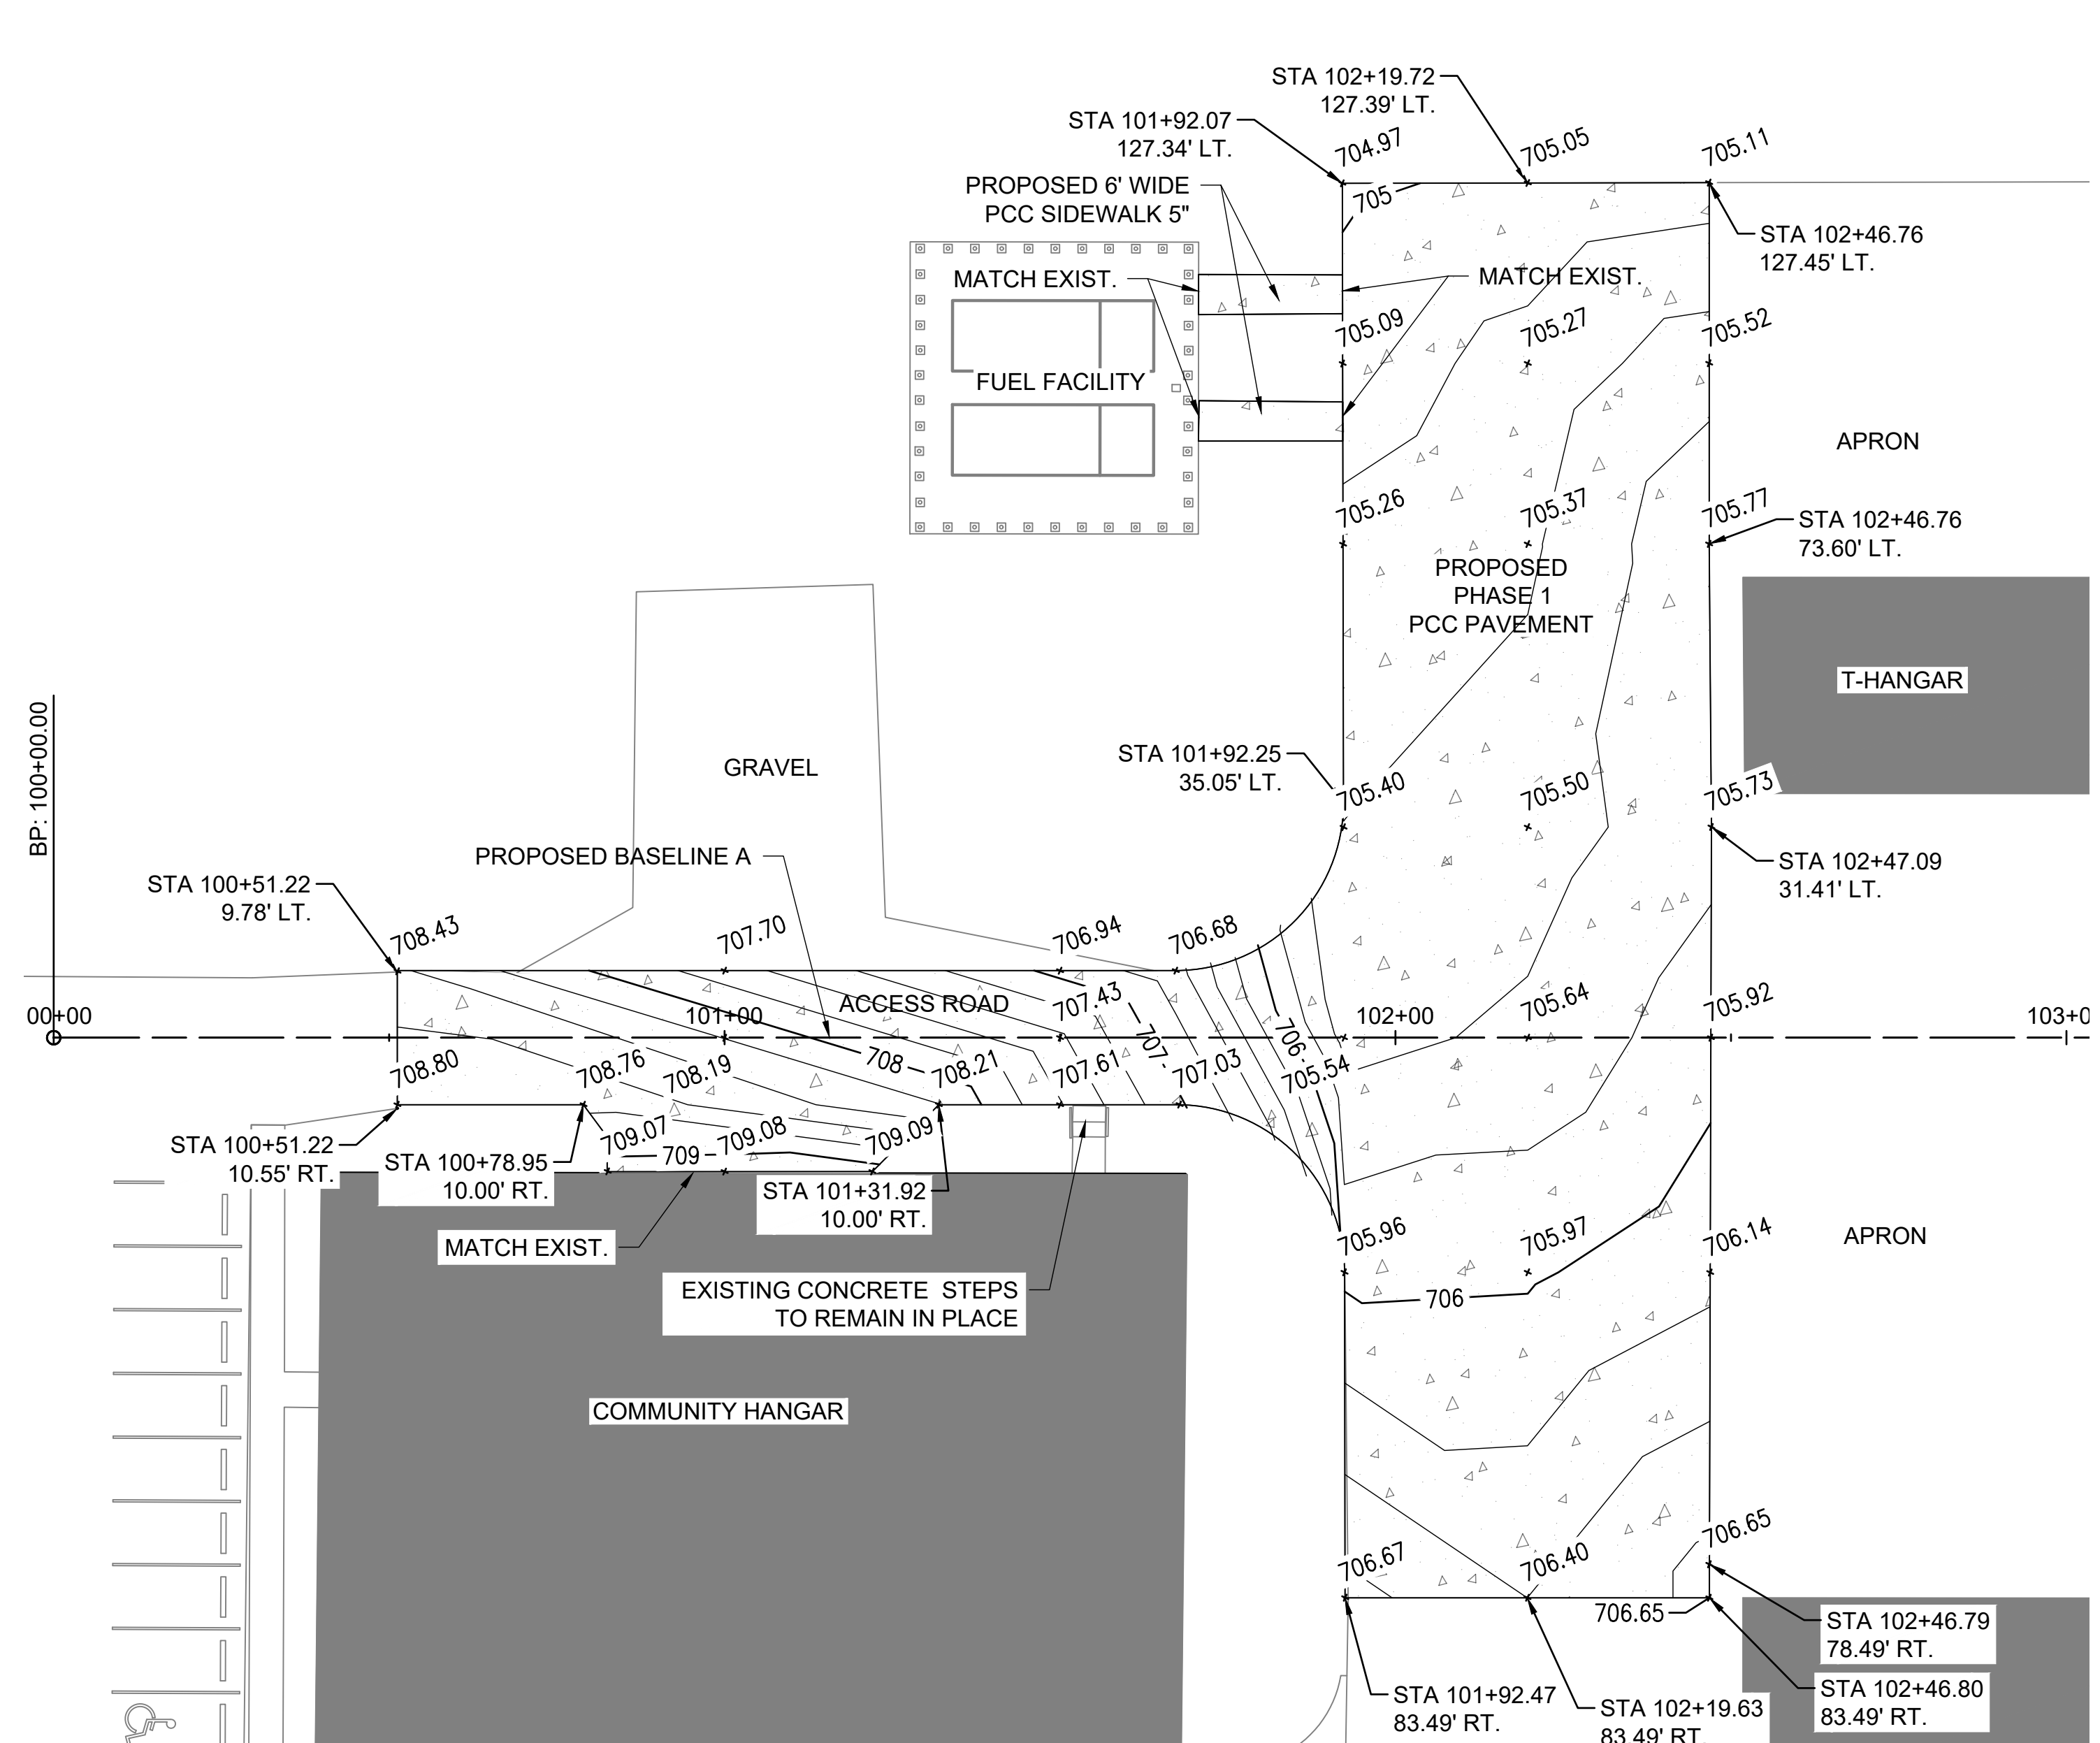 STA 102+19.72
127.39' LT.
STA 101+92.07
127.34' LT.
704.97
705.05
705.11
PROPOSED 6' WIDE
PCC SIDEWALK 5"
705
STA 102+46.76
127.45' LT.
MATCH EXIST.
MATCH EXIST.
705.09
705.27
705.52
FUEL FACILITY
APRON
705.26
705.37
705.77
STA 102+46.76
73.60' LT.
PROPOSED
PHASE 1
PCC PAVEMENT
T-HANGAR
BP: 100+00.00
GRAVEL
STA 101+92.25
35.05' LT.
705.40
705.50
705.73
PROPOSED BASELINE A
STA 102+47.09
31.41' LT.
STA 100+51.22
9.78' LT.
708.43
707.70
706.94
706.68
ACCESS ROAD
707.43
705.64
705.92
00+00
101+00
102+00
103+0
707
706
708
708.80
708.76
708.19
708.21
707.61
707.03
705.54
STA 100+51.22
10.55' RT.
709.07
709.08
709.09
709
STA 100+78.95
10.00' RT.
STA 101+31.92
10.00' RT.
MATCH EXIST.
705.96
705.97
706.14
APRON
EXISTING CONCRETE STEPS
TO REMAIN IN PLACE
706
COMMUNITY HANGAR
706.67
706.40
706.65
706.65
STA 102+46.79
78.49' RT.
STA 101+92.47
83.49' RT.
STA 102+19.63
83.49' RT.
STA 102+46.80
83.49' RT.